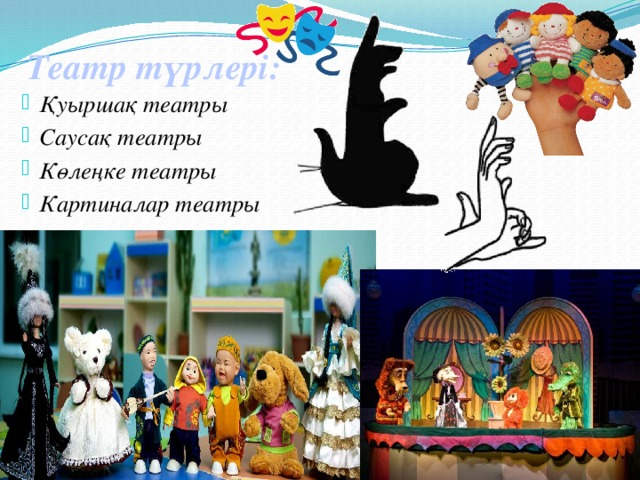 Театр түрлері:
Қуыршақ театры
Саусақ театры
Көлеңке театры
Картиналар театры